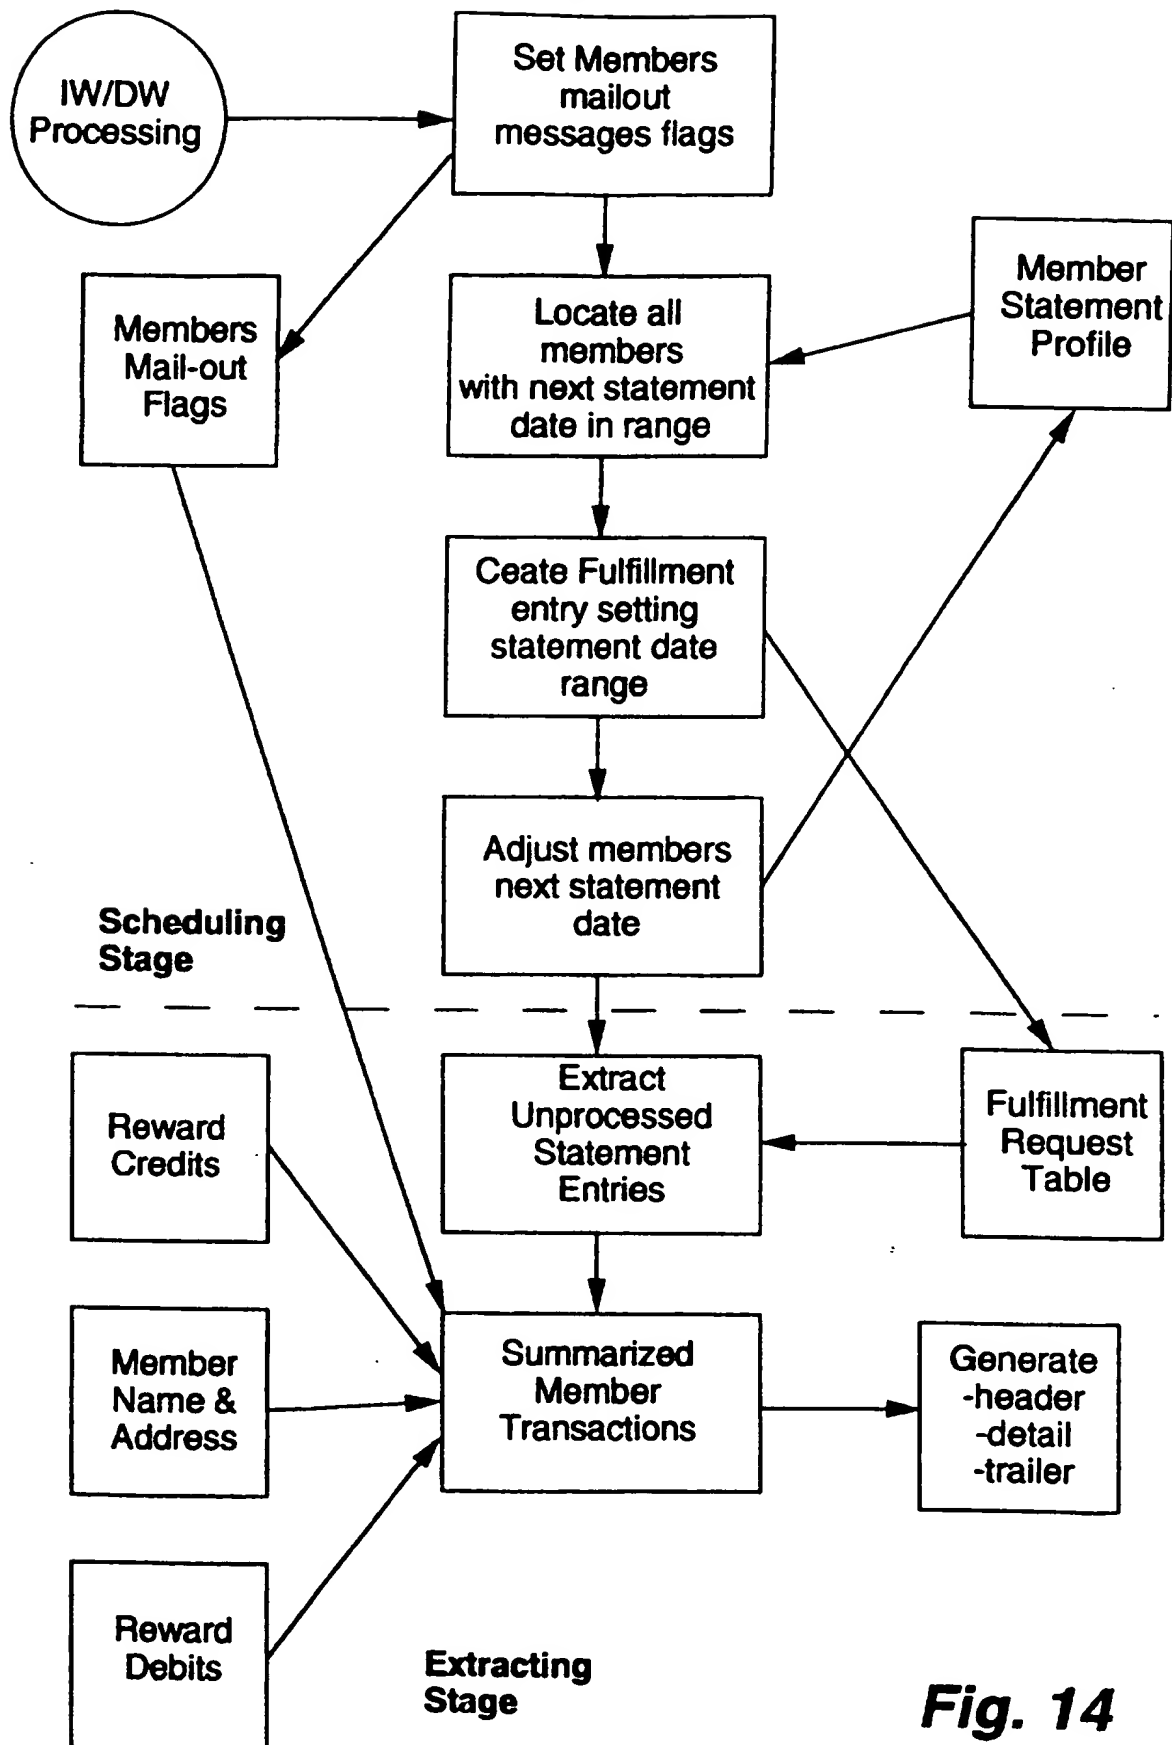 IW/DW
Processing
Set Members
mailout
messages flags
Members
Mail-out
Flags
Locate all
members
with next statement
date in range
Member
Statement
Profile
Ceate Fulfillment
entry setting
statement date
range
Adjust members
next statement
date
Scheduling
Stage
Reward
Credits
Extract
Unprocessed
Statement
Entries
Fulfillment
Request
Table
Member
Name &
Address
Summarized
Member
Transactions
Generate
-header
-detail
-trailer
Reward
Debits
Extracting
Stage
Fig. 14